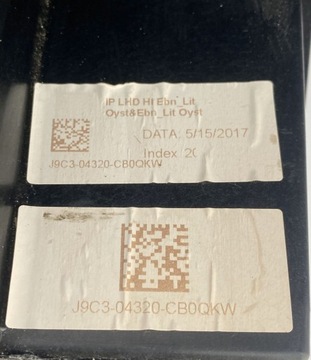 IP LHD HI Ebn_Lit
Oyst&Ebn_Lit Oyst
DATA: 5/15/2017
Index 20
J9C3-04320-CB0QKW
J9C3-04320-CB0QKW